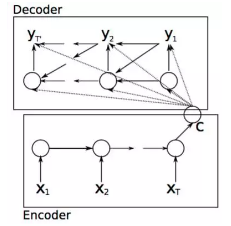 Decoder
y_T' y_2 y_1
c
x_1 x_2 x_T
Encoder